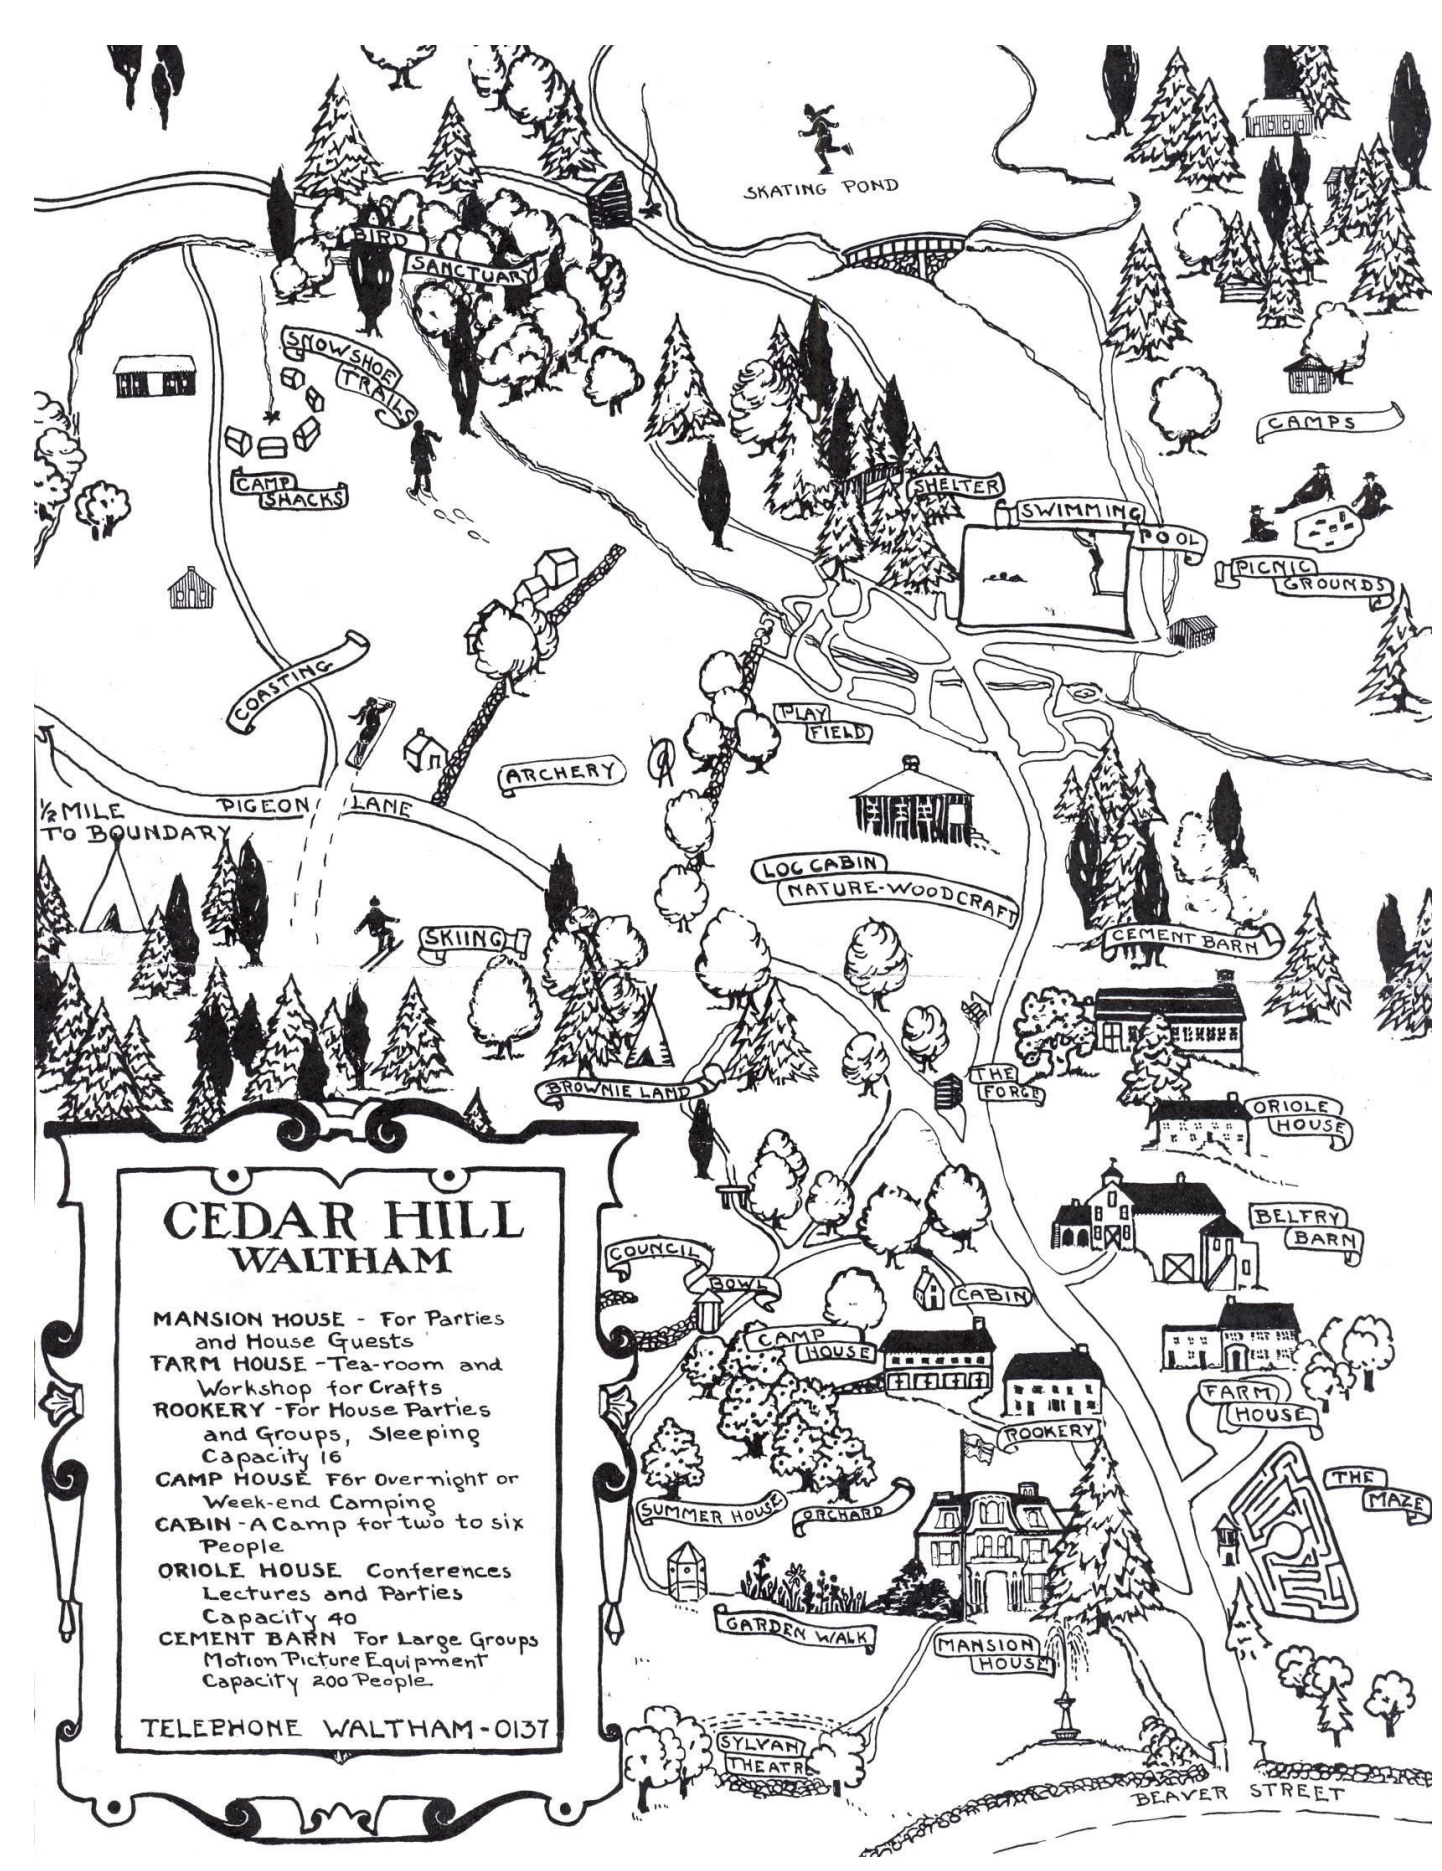 SKATING POND
BIRD
SANCTUARY
SNOWSHOE
TRAILS
CAMPS
CAMP
SHACKS
SHELTER
SWIMMING
POOL
PICNIC
GROUNDS
COASTING
PLAY
FIELD
ARCHERY
PIGEON LANE
1/2 MILE
TO BOUNDARY
LOG CABIN
NATURE-WOODCRAFT
SKIING
CEMENT BARN
BROWNIE LAND
THE
FORGE
ORIOLE
HOUSE
BELFRY
BARN
COUNCIL
BOWL
CABIN
CAMP
HOUSE
FARM
HOUSE
ROOKERY
THE
MAZE
SUMMER HOUSE
ORCHARD
GARDEN WALK
MANSION
HOUSE
SYLVAN
THEATRE
BEAVER STREET
CEDAR HILL
WALTHAM
MANSION HOUSE - For Parties
and House Guests
FARM HOUSE - Tea-room and
Workshop for Crafts
ROOKERY - For House Parties
and Groups, Sleeping
Capacity 16
CAMP HOUSE For Overnight or
Week-end Camping
CABIN - A Camp for two to six
People
ORIOLE HOUSE Conferences
Lectures and Parties
Capacity 40
CEMENT BARN For Large Groups
Motion Picture Equipment
Capacity 200 People
TELEPHONE WALTHAM - 0137